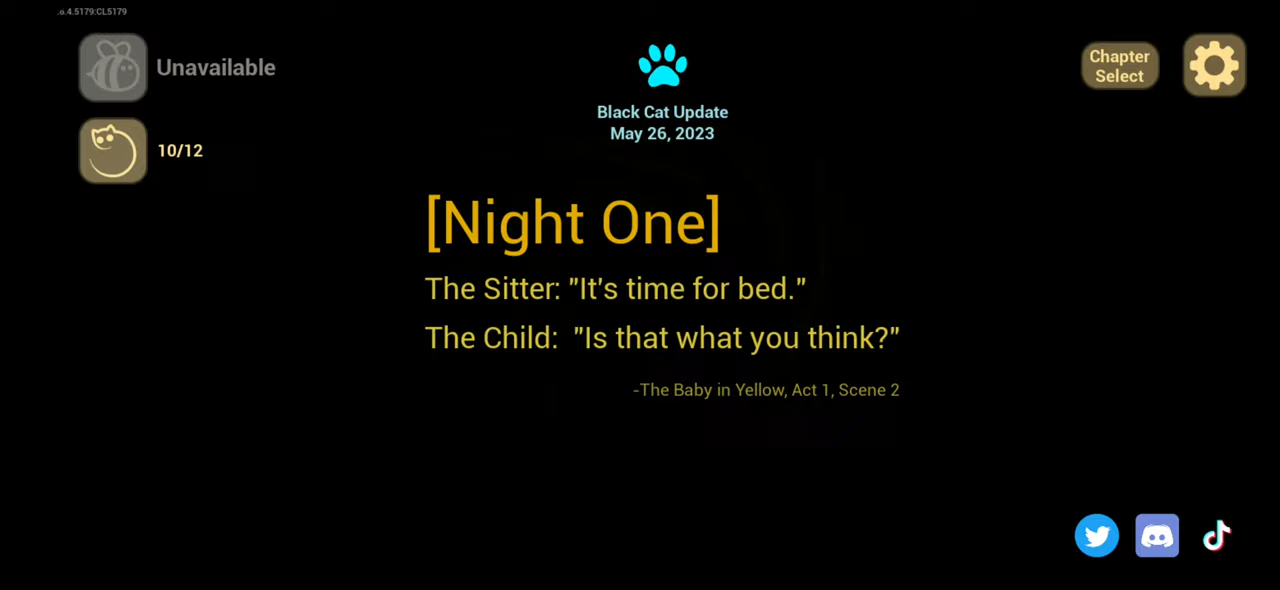 .o.4.5179:CL5179
Unavailable
10/12
Black Cat Update
May 26, 2023
Chapter
Select
[Night One]
The Sitter: "It's time for bed."
The Child:  "Is that what you think?"
-The Baby in Yellow, Act 1, Scene 2